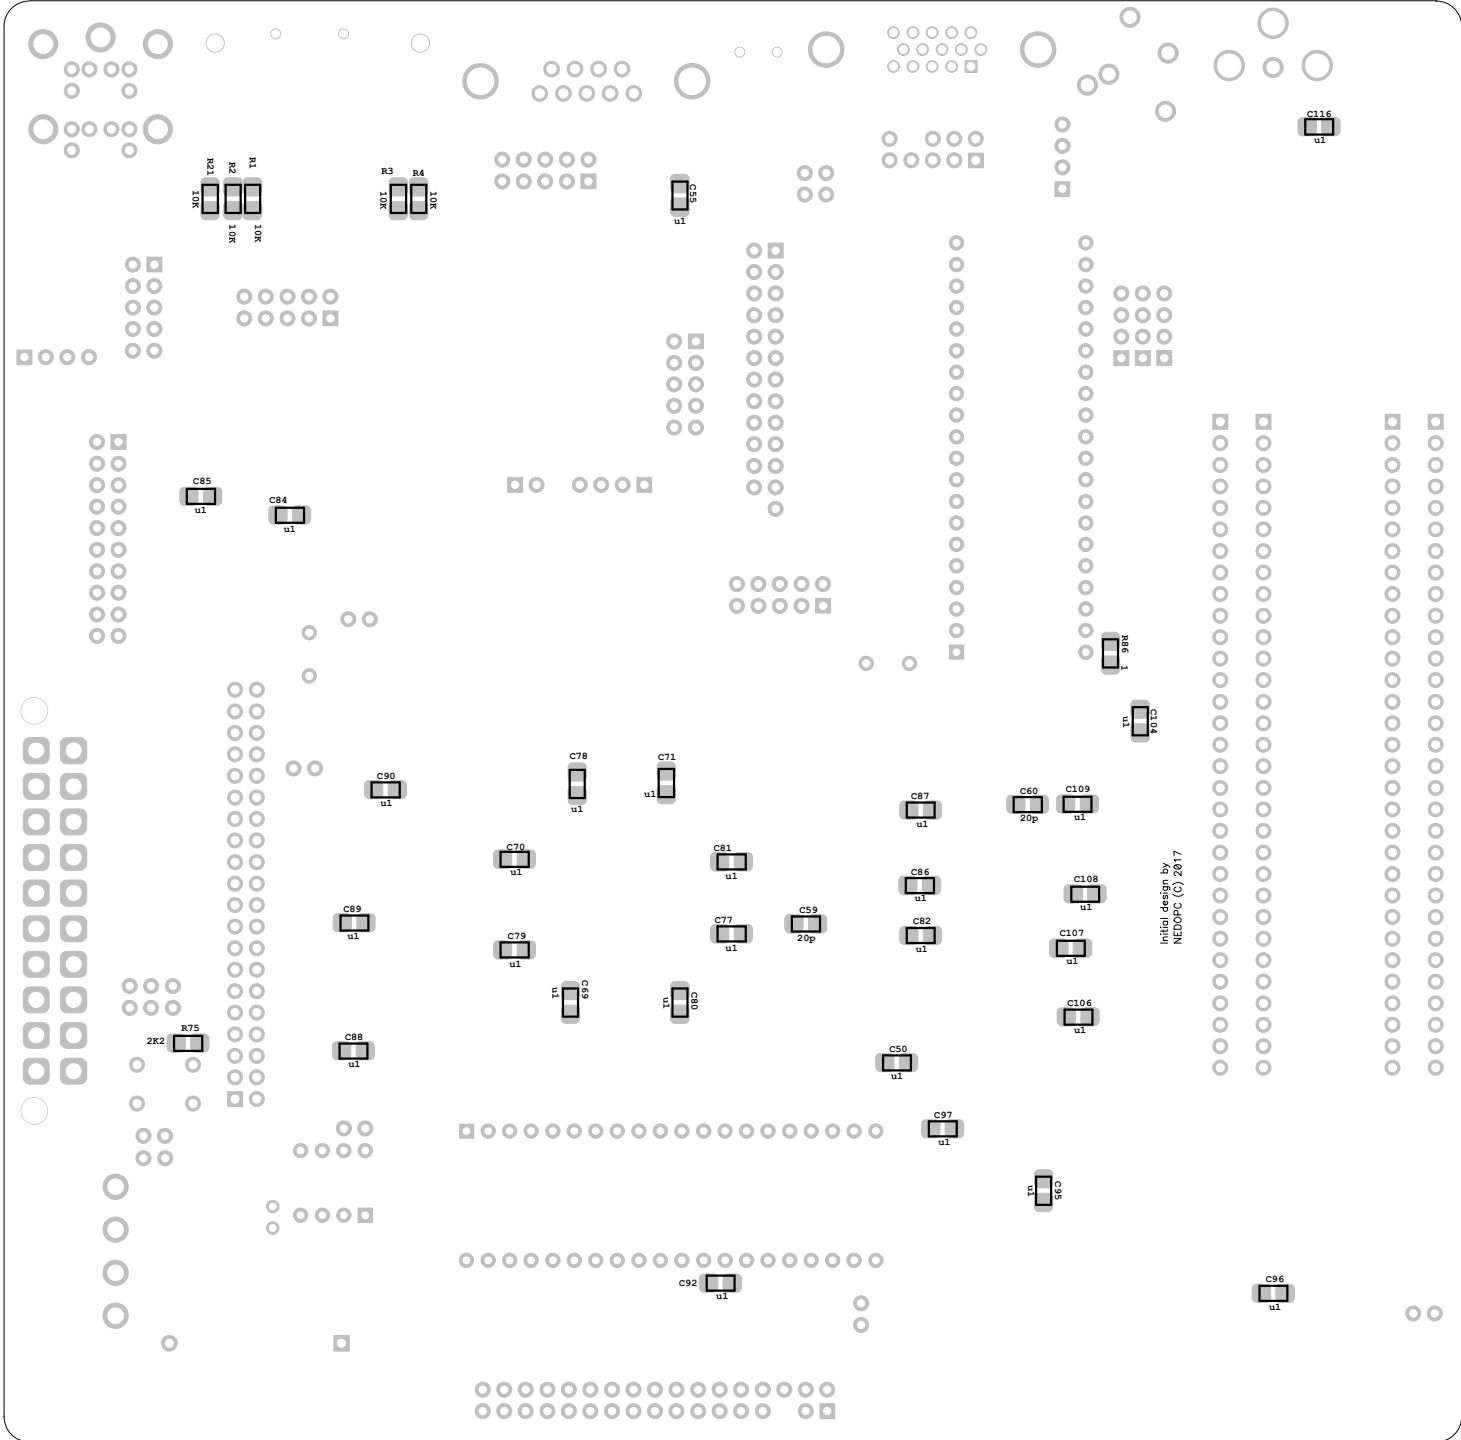 C116
u1
R21
R2
R1
10K
10K
10K
R3
R4
10K
10K
C55
u1
C85
u1
C84
u1
R86
1
C104
u1
C78
u1
C71
u1
C90
u1
C87
u1
C60
20p
C109
u1
C70
u1
C81
u1
C86
u1
C108
u1
Initial design by
NEDOPC (C) 2017
C89
u1
C59
20p
C77
u1
C82
u1
C79
u1
C107
u1
C69
u1
C80
u1
C106
u1
R75
2K2
C88
u1
C50
u1
C97
u1
C95
u1
C92
u1
C96
u1